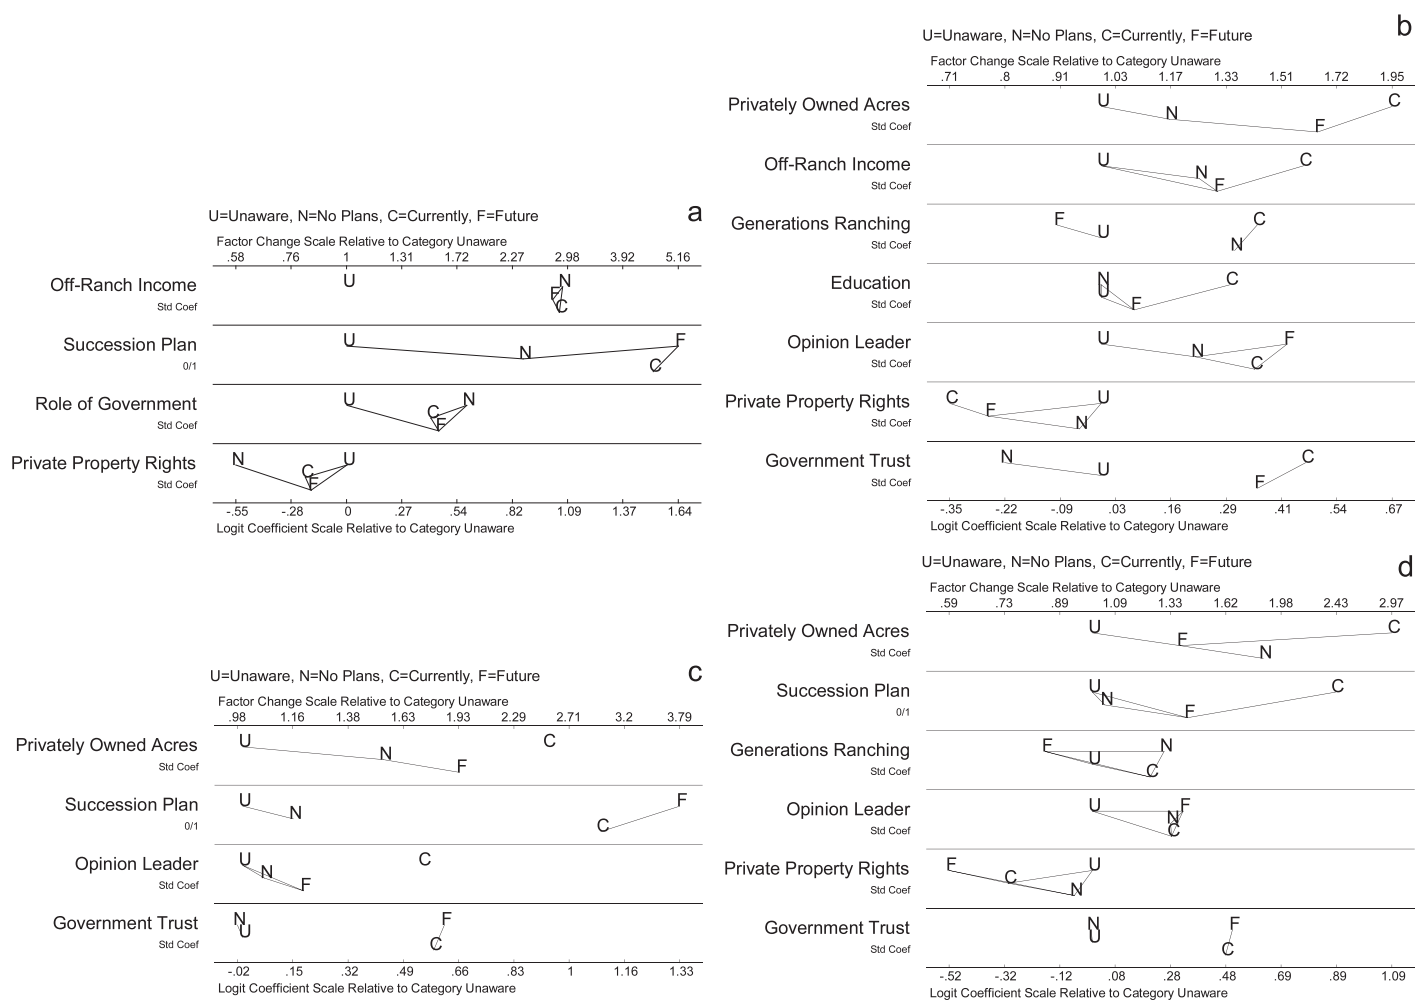 a
U=Unaware, N=No Plans, C=Currently, F=Future
Factor Change Scale Relative to Category Unaware
.58 .76 1 1.31 1.72 2.27 2.98 3.92 5.16
Off-Ranch Income U N
F
Std Coef C
Succession Plan U F
N
0/1 C
Role of Government U N
C
Std Coef F
Private Property Rights N U
C
Std Coef F
-.55 -.28 0 .27 .54 .82 1.09 1.37 1.64
Logit Coefficient Scale Relative to Category Unaware
b
U=Unaware, N=No Plans, C=Currently, F=Future
Factor Change Scale Relative to Category Unaware
.71 .8 .91 1.03 1.17 1.33 1.51 1.72 1.95
Privately Owned Acres U C
N
Std Coef F
Off-Ranch Income U C
N
Std Coef F
Generations Ranching F C
U
Std Coef N
Education N C
U
Std Coef F
Opinion Leader U F
N
Std Coef C
Private Property Rights C U
F
Std Coef N
Government Trust N C
U
Std Coef F
-.35 -.22 -.09 .03 .16 .29 .41 .54 .67
Logit Coefficient Scale Relative to Category Unaware
c
U=Unaware, N=No Plans, C=Currently, F=Future
Factor Change Scale Relative to Category Unaware
.98 1.16 1.38 1.63 1.93 2.29 2.71 3.2 3.79
Privately Owned Acres U C
N
Std Coef F
Succession Plan U F
N
0/1 C
Opinion Leader U C
N
Std Coef F
Government Trust N F
U
Std Coef C
-.02 .15 .32 .49 .66 .83 1 1.16 1.33
Logit Coefficient Scale Relative to Category Unaware
d
U=Unaware, N=No Plans, C=Currently, F=Future
Factor Change Scale Relative to Category Unaware
.59 .73 .89 1.09 1.33 1.62 1.98 2.43 2.97
Privately Owned Acres U C
F
Std Coef N
Succession Plan U C
N
0/1 F
Generations Ranching F N
U
Std Coef C
Opinion Leader U F
N
Std Coef C
Private Property Rights F U
C
Std Coef N
Government Trust N F
U
Std Coef C
-.52 -.32 -.12 .08 .28 .48 .69 .89 1.09
Logit Coefficient Scale Relative to Category Unaware